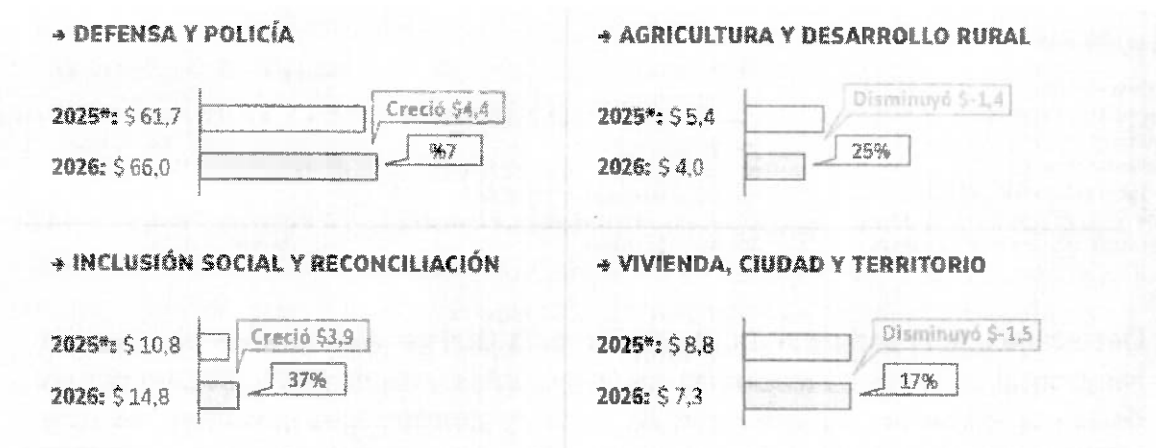 → DEFENSA Y POLICÍA
2025*: $ 61,7
Creció $4,4
2026: $ 66,0
%7
→ AGRICULTURA Y DESARROLLO RURAL
2025*: $ 5,4
Disminuyó $-1,4
2026: $ 4,0
25%
→ INCLUSIÓN SOCIAL Y RECONCILIACIÓN
2025*: $ 10,8
Creció $3,9
2026: $ 14,8
37%
→ VIVIENDA, CIUDAD Y TERRITORIO
2025*: $ 8,8
Disminuyó $-1,5
2026: $ 7,3
17%